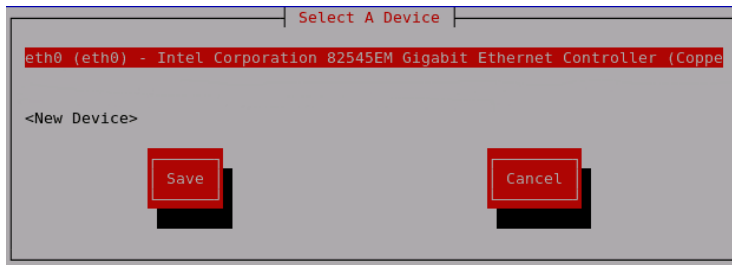 Select A Device
eth0 (eth0) - Intel Corporation 82545EM Gigabit Ethernet Controller (Coppe
<New Device>
Save Cancel